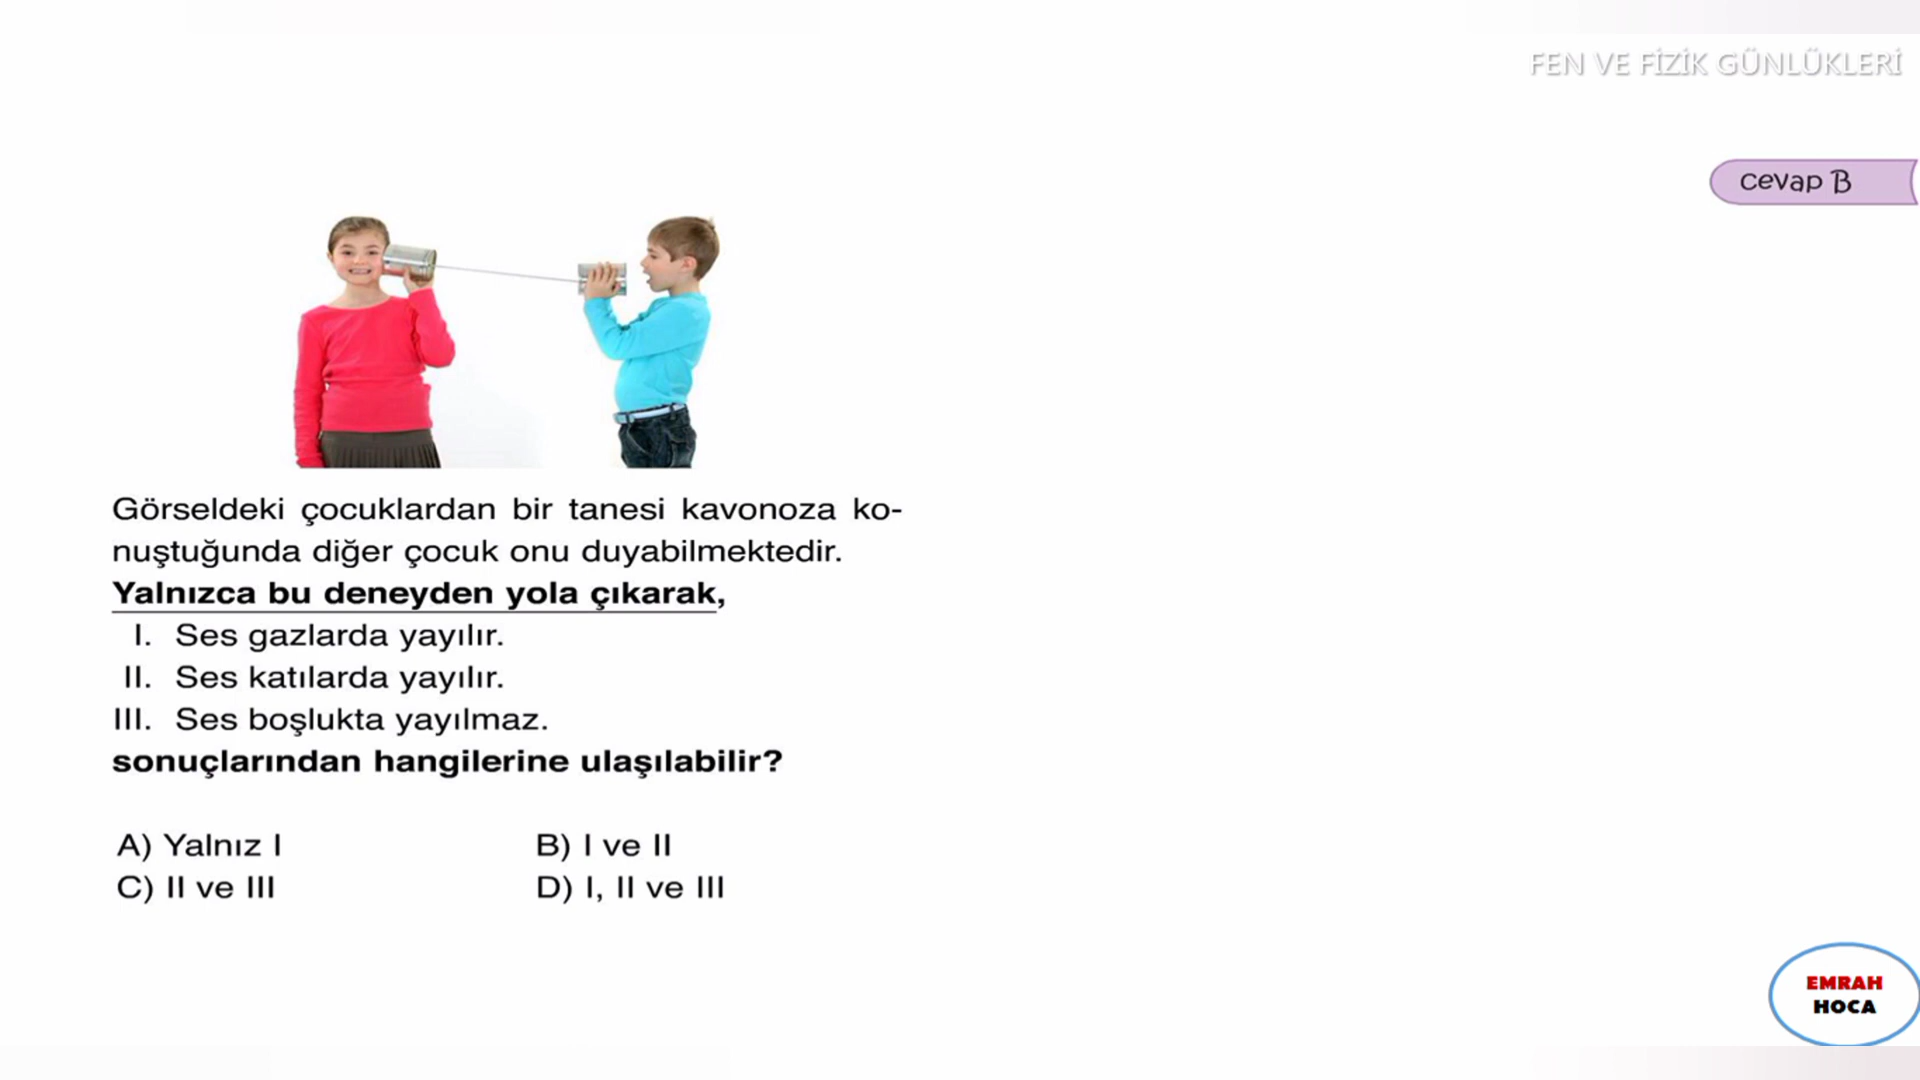 FEN VE FİZİK GÜNLÜKLERİ
cevap B
Görseldeki çocuklardan bir tanesi kavonoza ko-
nuştuğunda diğer çocuk onu duyabilmektedir.
Yalnızca bu deneyden yola çıkarak,
I. Ses gazlarda yayılır.
II. Ses katılarda yayılır.
III. Ses boşlukta yayılmaz.
sonuçlarından hangilerine ulaşılabilir?
A) Yalnız I
B) I ve II
C) II ve III
D) I, II ve III
EMRAH
HOCA